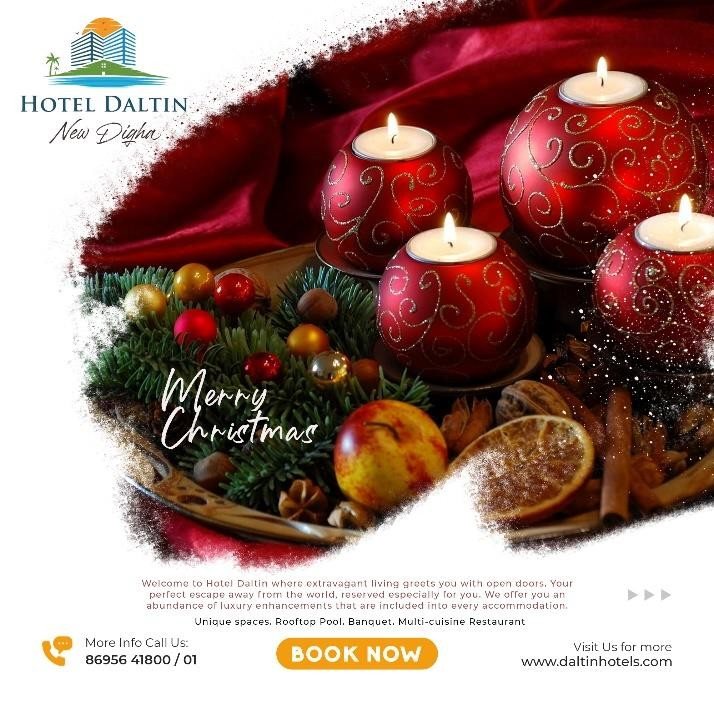 HOTEL DALTIN
New Digha
Merry
Christmas
Welcome to Hotel Daltin where extravagant living greets you with open doors. Your
perfect escape away from the world, reserved especially for you. We offer you an
abundance of luxury enhancements that are included into every accommodation.
Unique spaces, Rooftop Pool, Banquet, Multi-cuisine Restaurant
More Info Call Us:
86956 41800 / 01
BOOK NOW
Visit Us for more
www.daltinhotels.com